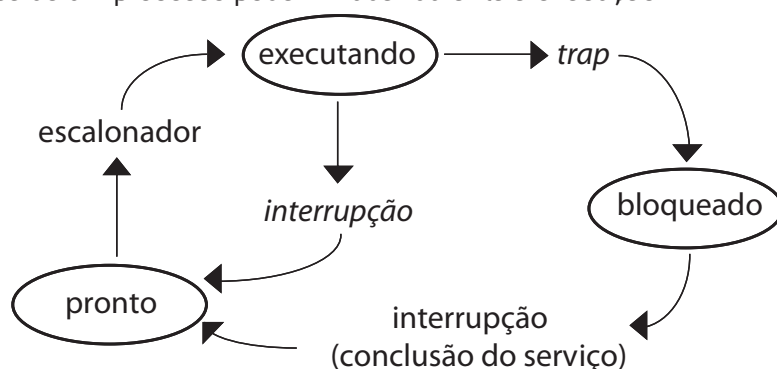 executando
trap
escalonador
interrupção
bloqueado
pronto
interrupção
(conclusão do serviço)